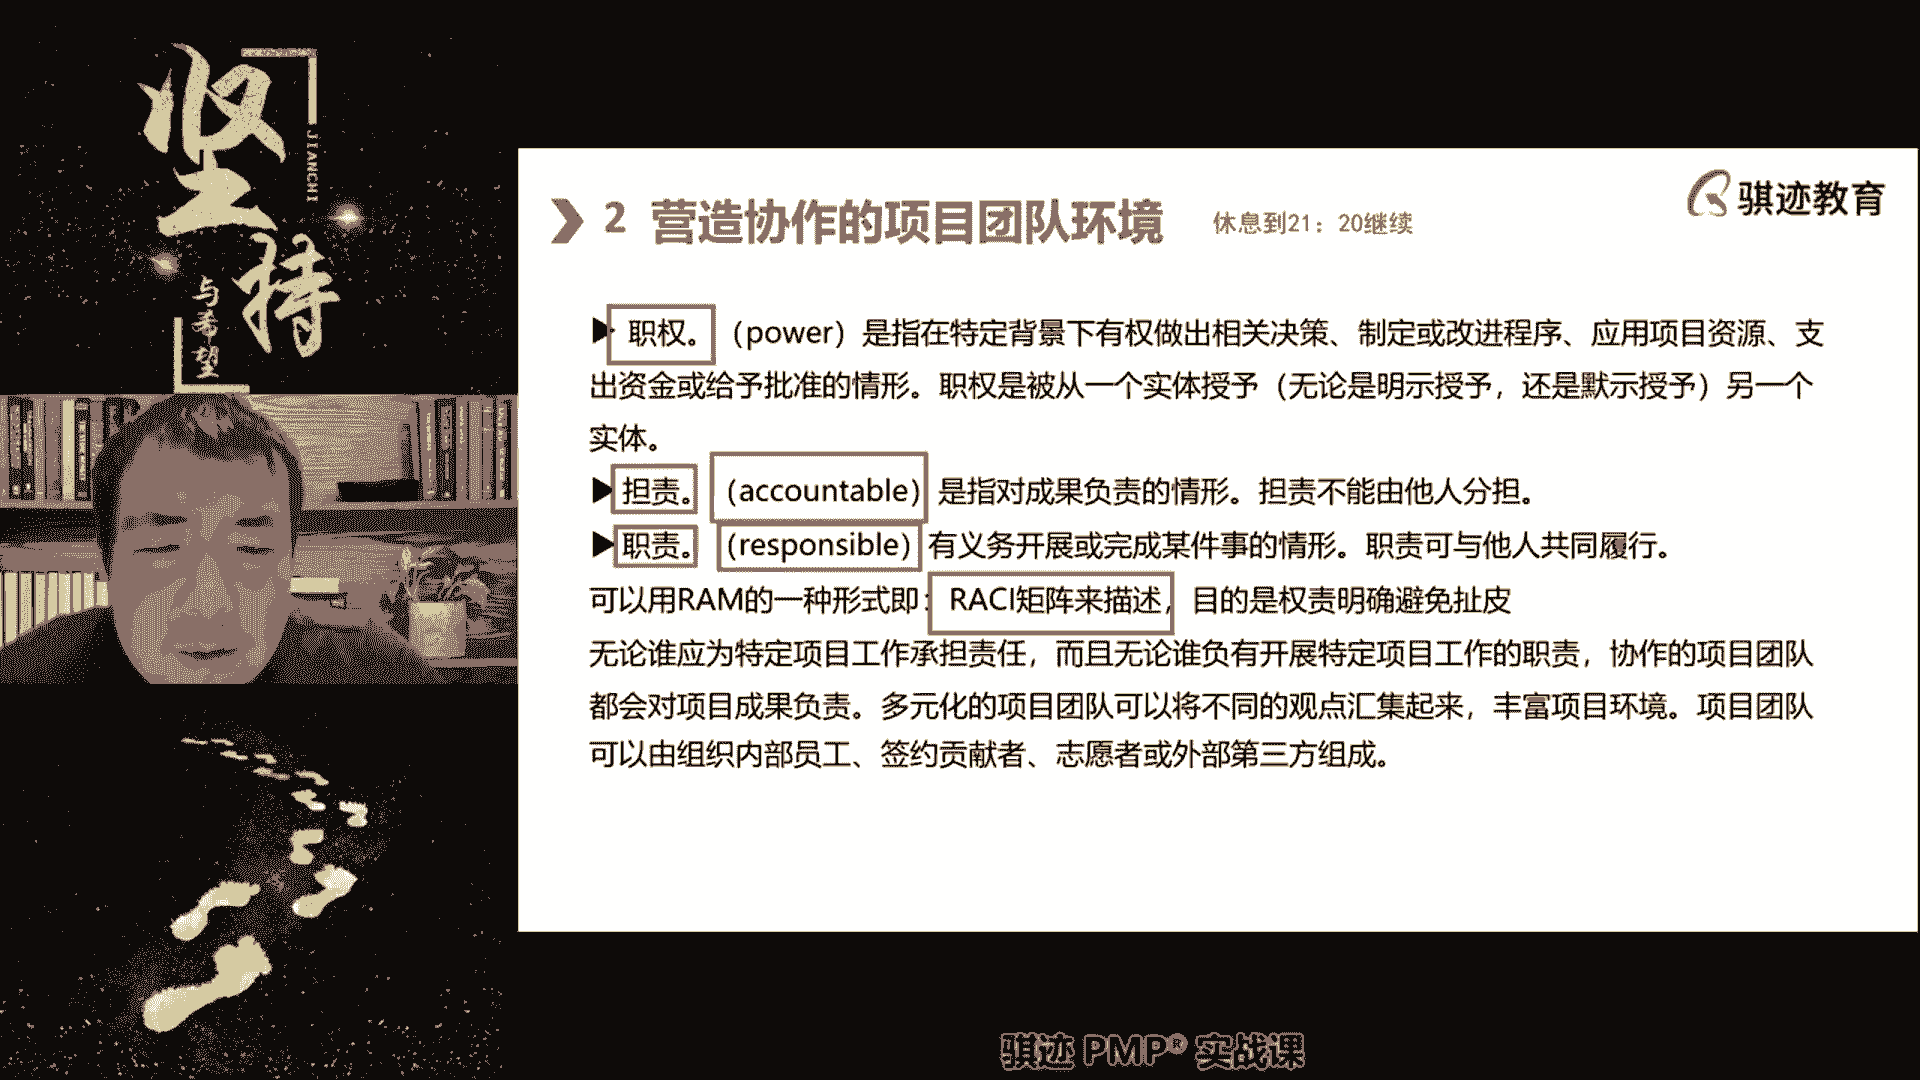 坚持
JIANCHI
与希望
骐迹教育
2 营造协作的项目团队环境
休息到21：20继续
职权。（power）是指在特定背景下有权做出相关决策、制定或改进程序、应用项目资源、支
出资金或给予批准的情形。职权是被从一个实体授予（无论是明示授予，还是默示授予）另一个
实体。
担责。（accountable）是指对成果负责的情形。担责不能由他人分担。
职责。（responsible）有义务开展或完成某件事的情形。职责可与他人共同履行。
可以用RAM的一种形式即：RACI矩阵来描述，目的是权责明确避免扯皮
无论谁应为特定项目工作承担责任，而且无论谁负有开展特定项目工作的职责，协作的项目团队
都会对项目成果负责。多元化的项目团队可以将不同的观点汇集起来，丰富项目环境。项目团队
可以由组织内部员工、签约贡献者、志愿者或外部第三方组成。
骐迹 PMP® 实战课